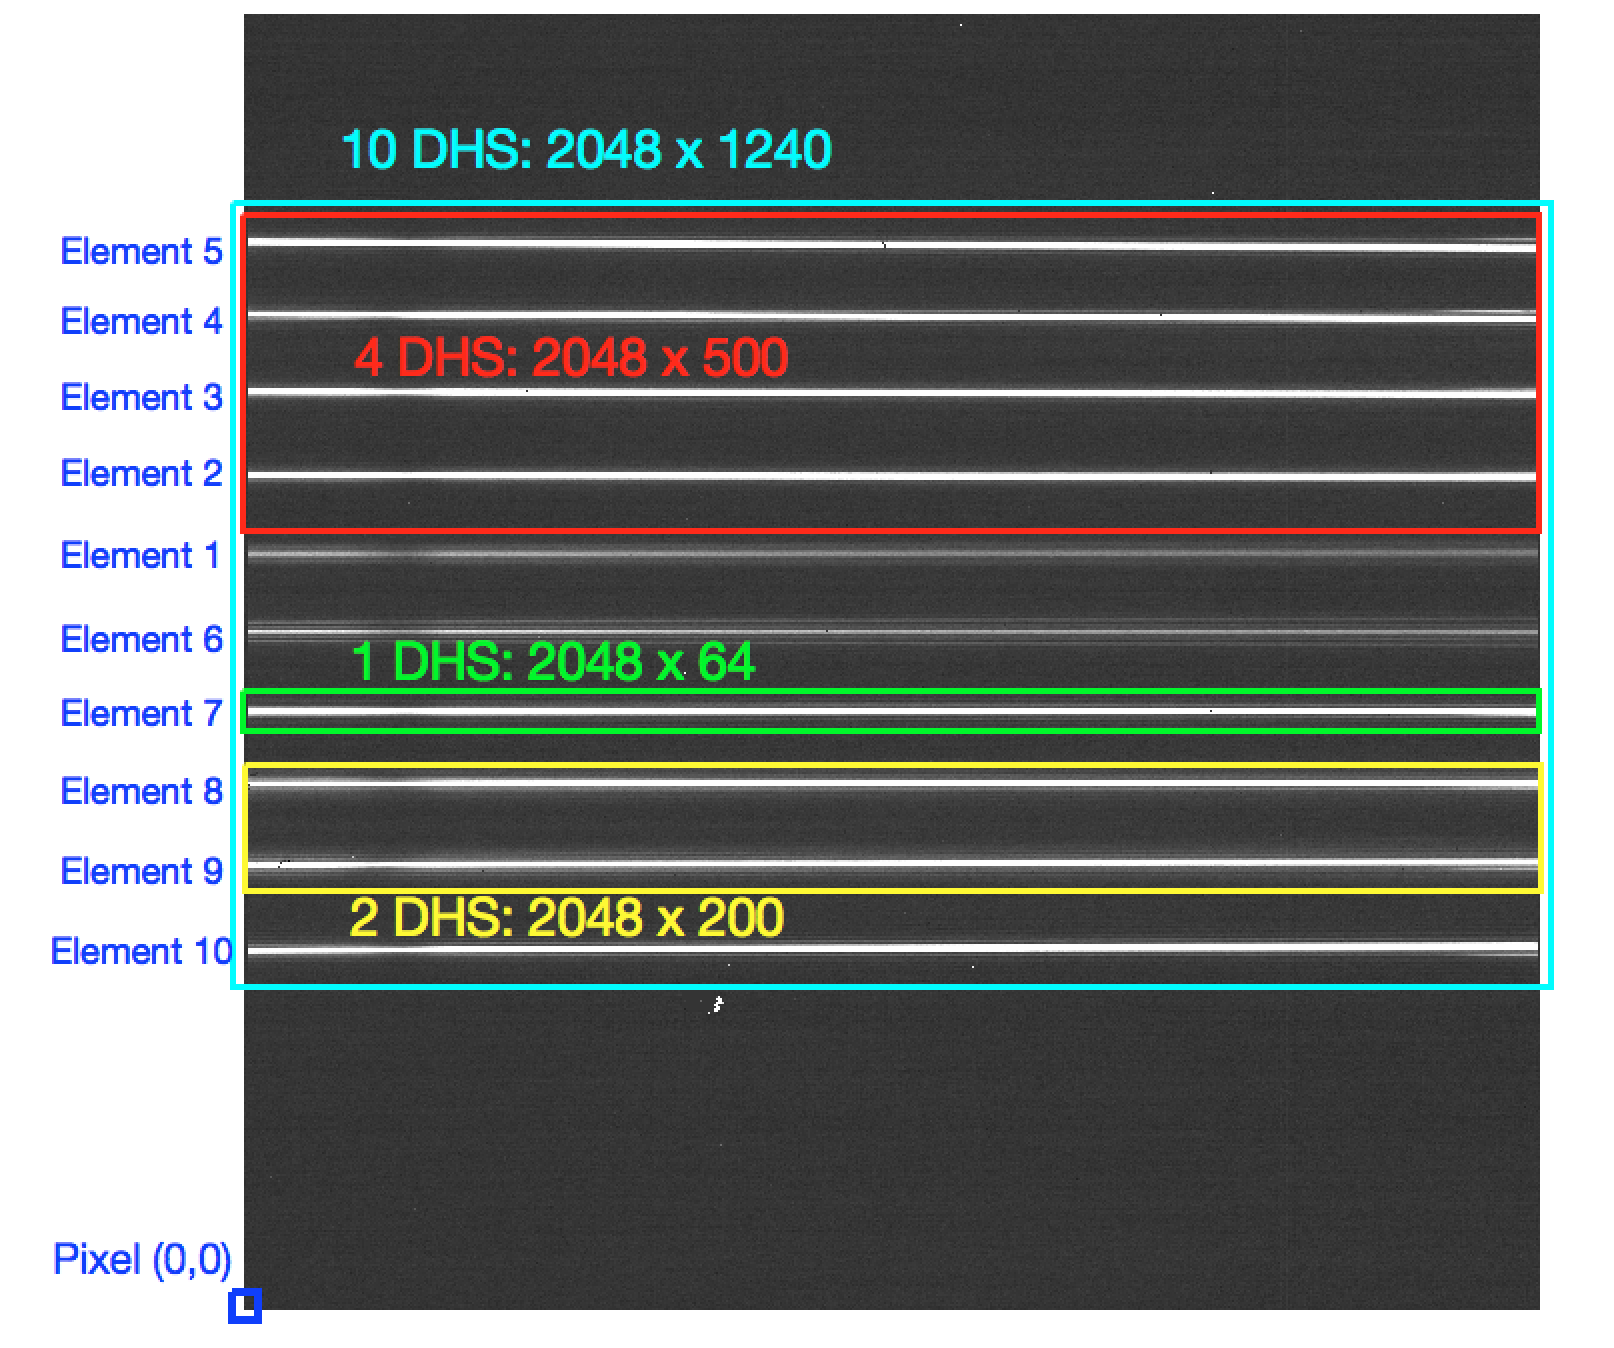 10 DHS: 2048 x 1240
Element 5
Element 4
4 DHS: 2048 x 500
Element 3
Element 2
Element 1
Element 6
1 DHS: 2048 x 64
Element 7
Element 8
Element 9
2 DHS: 2048 x 200
Element 10
Pixel (0,0)